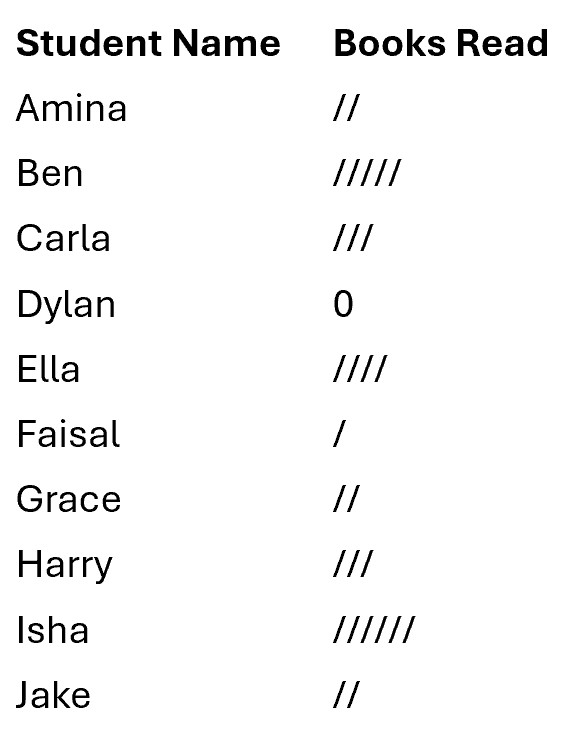 Student Name Books Read
Amina //
Ben /////
Carla ///
Dylan 0
Ella ////
Faisal /
Grace //
Harry ///
Isha //////
Jake //